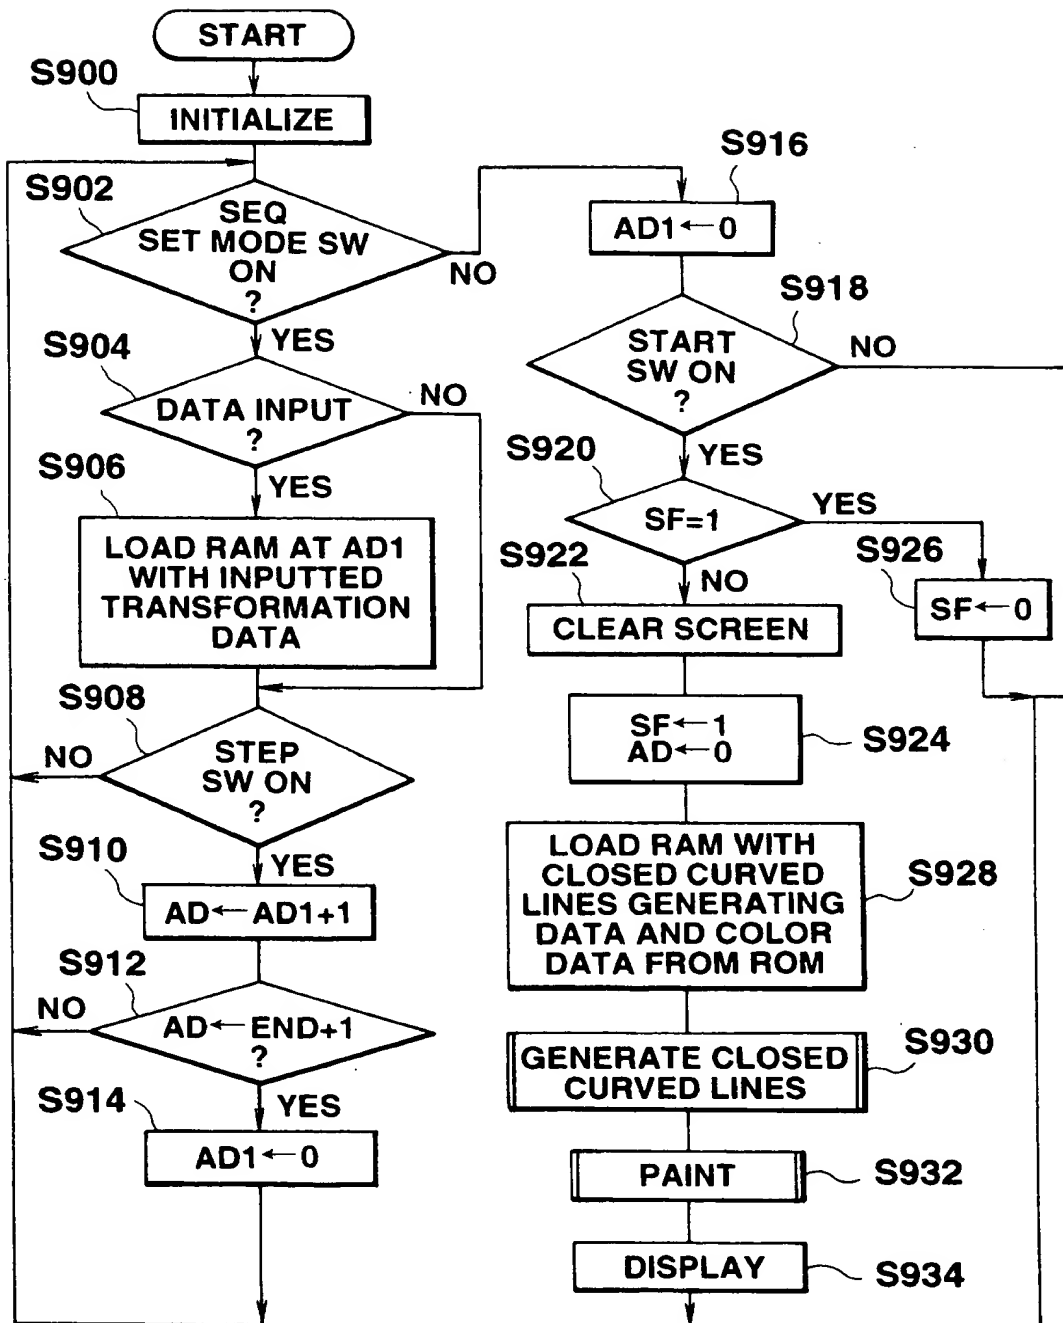 START
S900
INITIALIZE
S902
SEQ
SET MODE SW
ON
?
NO
YES
S904
DATA INPUT
?
NO
YES
S906
LOAD RAM AT AD1
WITH INPUTTED
TRANSFORMATION
DATA
S908
STEP
SW ON
?
NO
YES
S910
AD←AD1+1
S912
AD←END+1
?
NO
YES
S914
AD1←0
S916
AD1←0
S918
START
SW ON
?
NO
YES
S920
SF=1
YES
NO
S926
SF←0
S922
CLEAR SCREEN
SF←1
AD←0
S924
LOAD RAM WITH
CLOSED CURVED
LINES GENERATING
DATA AND COLOR
DATA FROM ROM
S928
GENERATE CLOSED
CURVED LINES
S930
PAINT
S932
DISPLAY
S934